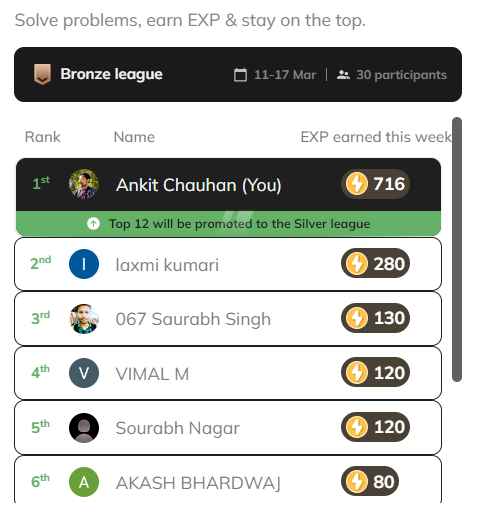 Solve problems, earn EXP & stay on the top.
Bronze league 11-17 Mar | 30 participants
Rank Name EXP earned this week
1st Ankit Chauhan (You) 716
Top 12 will be promoted to the Silver league
2nd l laxmi kumari 280
3rd 067 Saurabh Singh 130
4th V VIMAL M 120
5th Sourabh Nagar 120
6th A AKASH BHARDWAJ 80